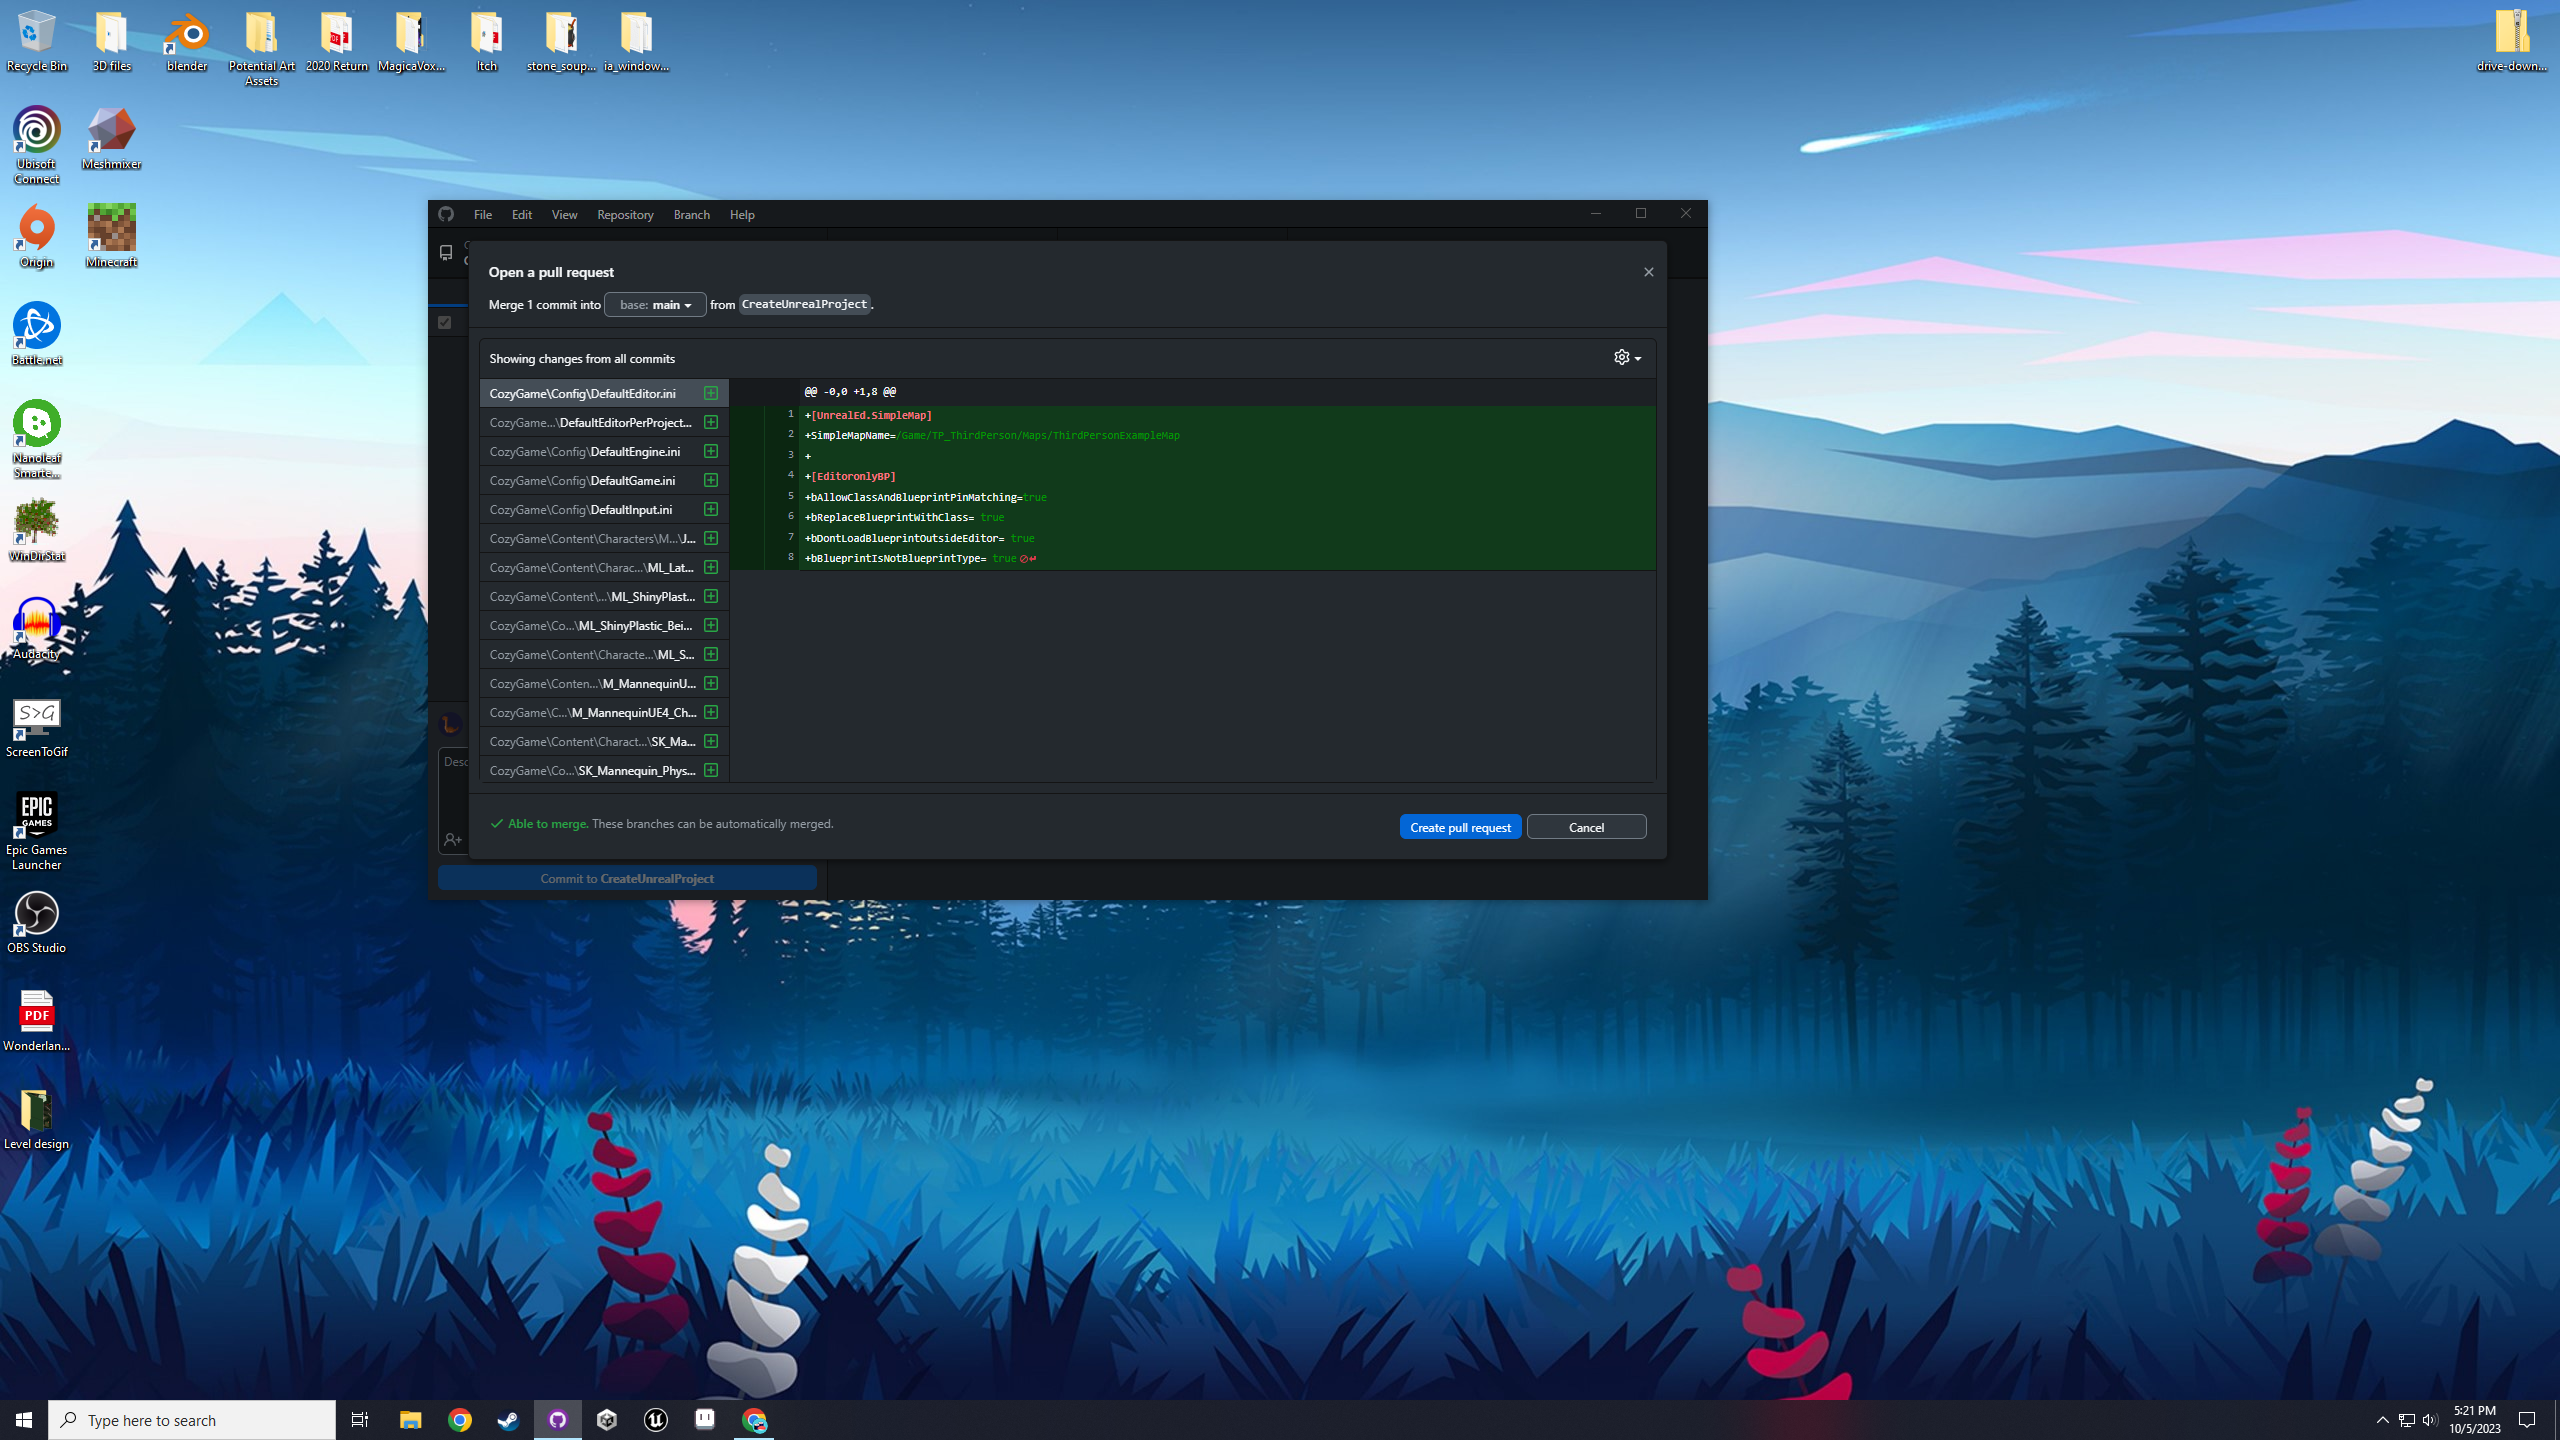 Recycle Bin
3D files
blender
Potential Art
Assets
2020 Return
MagicaVox...
Itch
stone_soup...
ia_window...
drive-down...
Ubisoft
Connect
Meshmixer
Origin
Minecraft
Battle.net
Nanoleaf
Smarte...
WinDirStat
Audacity
S>G
ScreenToGif
EPIC
GAMES
Epic Games
Launcher
OBS Studio
PDF
Wonderlan...
Level design
File Edit View Repository Branch Help
Open a pull request
Merge 1 commit into base: main from CreateUnrealProject.
Showing changes from all commits
CozyGame\Config\DefaultEditor.ini
CozyGame...\DefaultEditorPerProject...
CozyGame\Config\DefaultEngine.ini
CozyGame\Config\DefaultGame.ini
CozyGame\Config\DefaultInput.ini
CozyGame\Content\Characters\M...\J...
CozyGame\Content\Charac...\ML_Lat...
CozyGame\Content\...\ML_ShinyPlast...
CozyGame\Co...\ML_ShinyPlastic_Bei...
CozyGame\Content\Characte...\ML_S...
CozyGame\Conten...\M_MannequinU...
CozyGame\C...\M_MannequinUE4_Ch...
CozyGame\Content\Charact...\SK_Ma...
CozyGame\Co...\SK_Mannequin_Phys...
@@ -0,0 +1,8 @@
1 +[UnrealEd.SimpleMap]
2 +SimpleMapName=/Game/TP_ThirdPerson/Maps/ThirdPersonExampleMap
3 +
4 +[EditoronlyBP]
5 +bAllowClassAndBlueprintPinMatching=true
6 +bReplaceBlueprintWithClass= true
7 +bDontLoadBlueprintOutsideEditor= true
8 +bBlueprintIsNotBlueprintType= true
Desc
Able to merge. These branches can be automatically merged.
Create pull request
Cancel
Commit to CreateUnrealProject
Type here to search
5:21 PM
10/5/2023